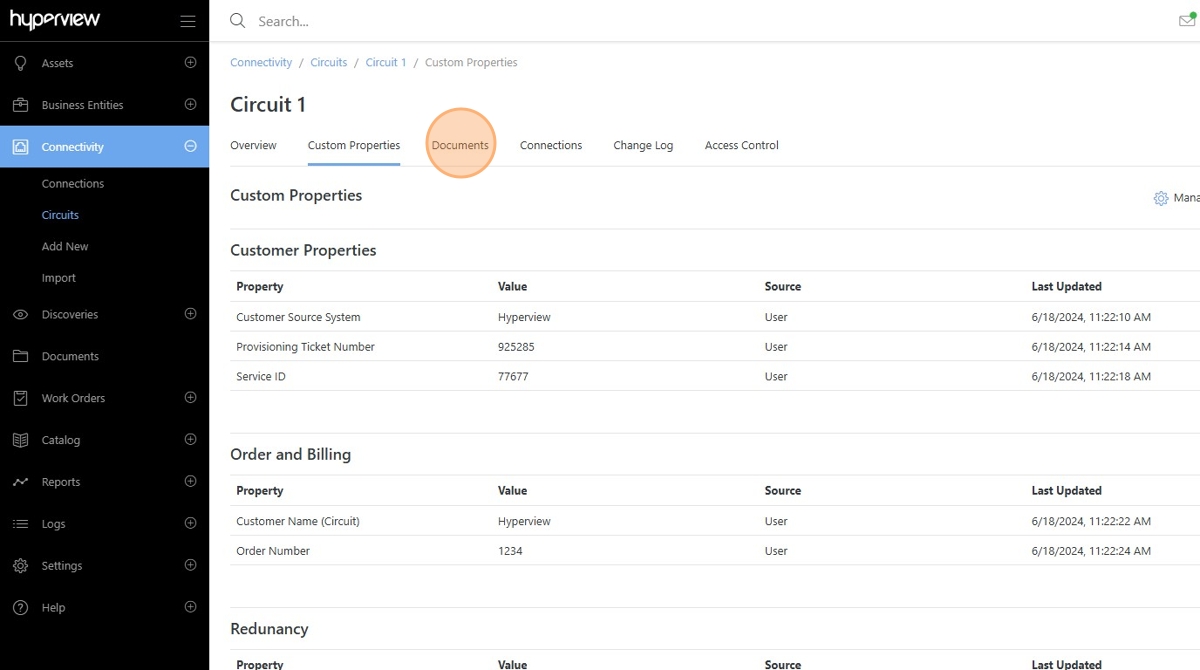 hyperview
Search...
Assets
Business Entities
Connectivity
Connections
Circuits
Add New
Import
Discoveries
Documents
Work Orders
Catalog
Reports
Logs
Settings
Help
Connectivity / Circuits / Circuit 1 / Custom Properties
Circuit 1
Overview Custom Properties Documents Connections Change Log Access Control
Custom Properties
Mana
Customer Properties
Property Value Source Last Updated
Customer Source System Hyperview User 6/18/2024, 11:22:10 AM
Provisioning Ticket Number 925285 User 6/18/2024, 11:22:14 AM
Service ID 77677 User 6/18/2024, 11:22:18 AM
Order and Billing
Property Value Source Last Updated
Customer Name (Circuit) Hyperview User 6/18/2024, 11:22:22 AM
Order Number 1234 User 6/18/2024, 11:22:24 AM
Redunancy
Property Value Source Last Updated